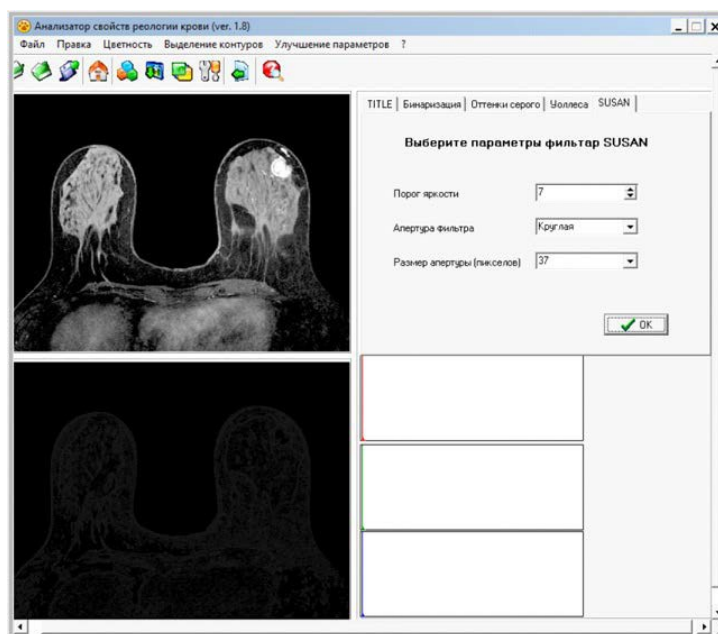 Анализатор свойств реологии крови (ver. 1.8)
Файл Правка Цветность Выделение контуров Улучшение параметров ?
TITLE Бинаризация Оттенки серого Уоллеса SUSAN
Выберите параметры фильтар SUSAN
Порог яркости 7
Апертура фильтра Круглая
Размер апертуры (пикселов) 37
OK